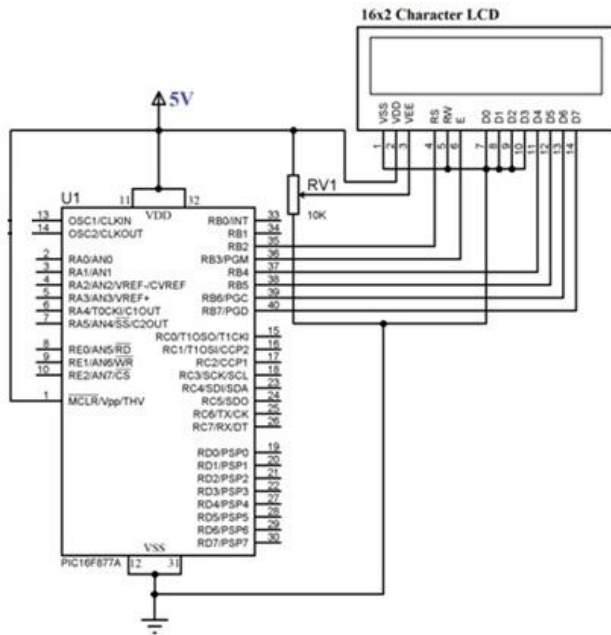 16x2 Character LCD
VSS VDD VEE RS RW E D0 D1 D2 D3 D4 D5 D6 D7
1 2 3 4 5 6 7 8 9 10 11 12 13 14
5V
RV1
10K
U1
11 32
VDD
13 OSC1/CLKIN RB0/INT 33
14 OSC2/CLKOUT RB1 34
RB2 35
2 RA0/AN0 RB3/PGM 36
3 RA1/AN1 RB4 37
4 RA2/AN2/VREF-/CVREF RB5 38
5 RA3/AN3/VREF+ RB6/PGC 39
6 RA4/T0CKI/C1OUT RB7/PGD 40
7 RA5/AN4/SS/C2OUT
RC0/T1OSO/T1CKI 15
8 RE0/AN5/RD RC1/T1OSI/CCP2 16
9 RE1/AN6/WR RC2/CCP1 17
10 RE2/AN7/CS RC3/SCK/SCL 18
RC4/SDI/SDA 23
1 MCLR/Vpp/THV RC5/SDO 24
RC6/TX/CK 25
RC7/RX/DT 26
RD0/PSP0 19
RD1/PSP1 20
RD2/PSP2 21
RD3/PSP3 22
RD4/PSP4 27
RD5/PSP5 28
RD6/PSP6 29
RD7/PSP7 30
VSS
PIC16F877A 12 31